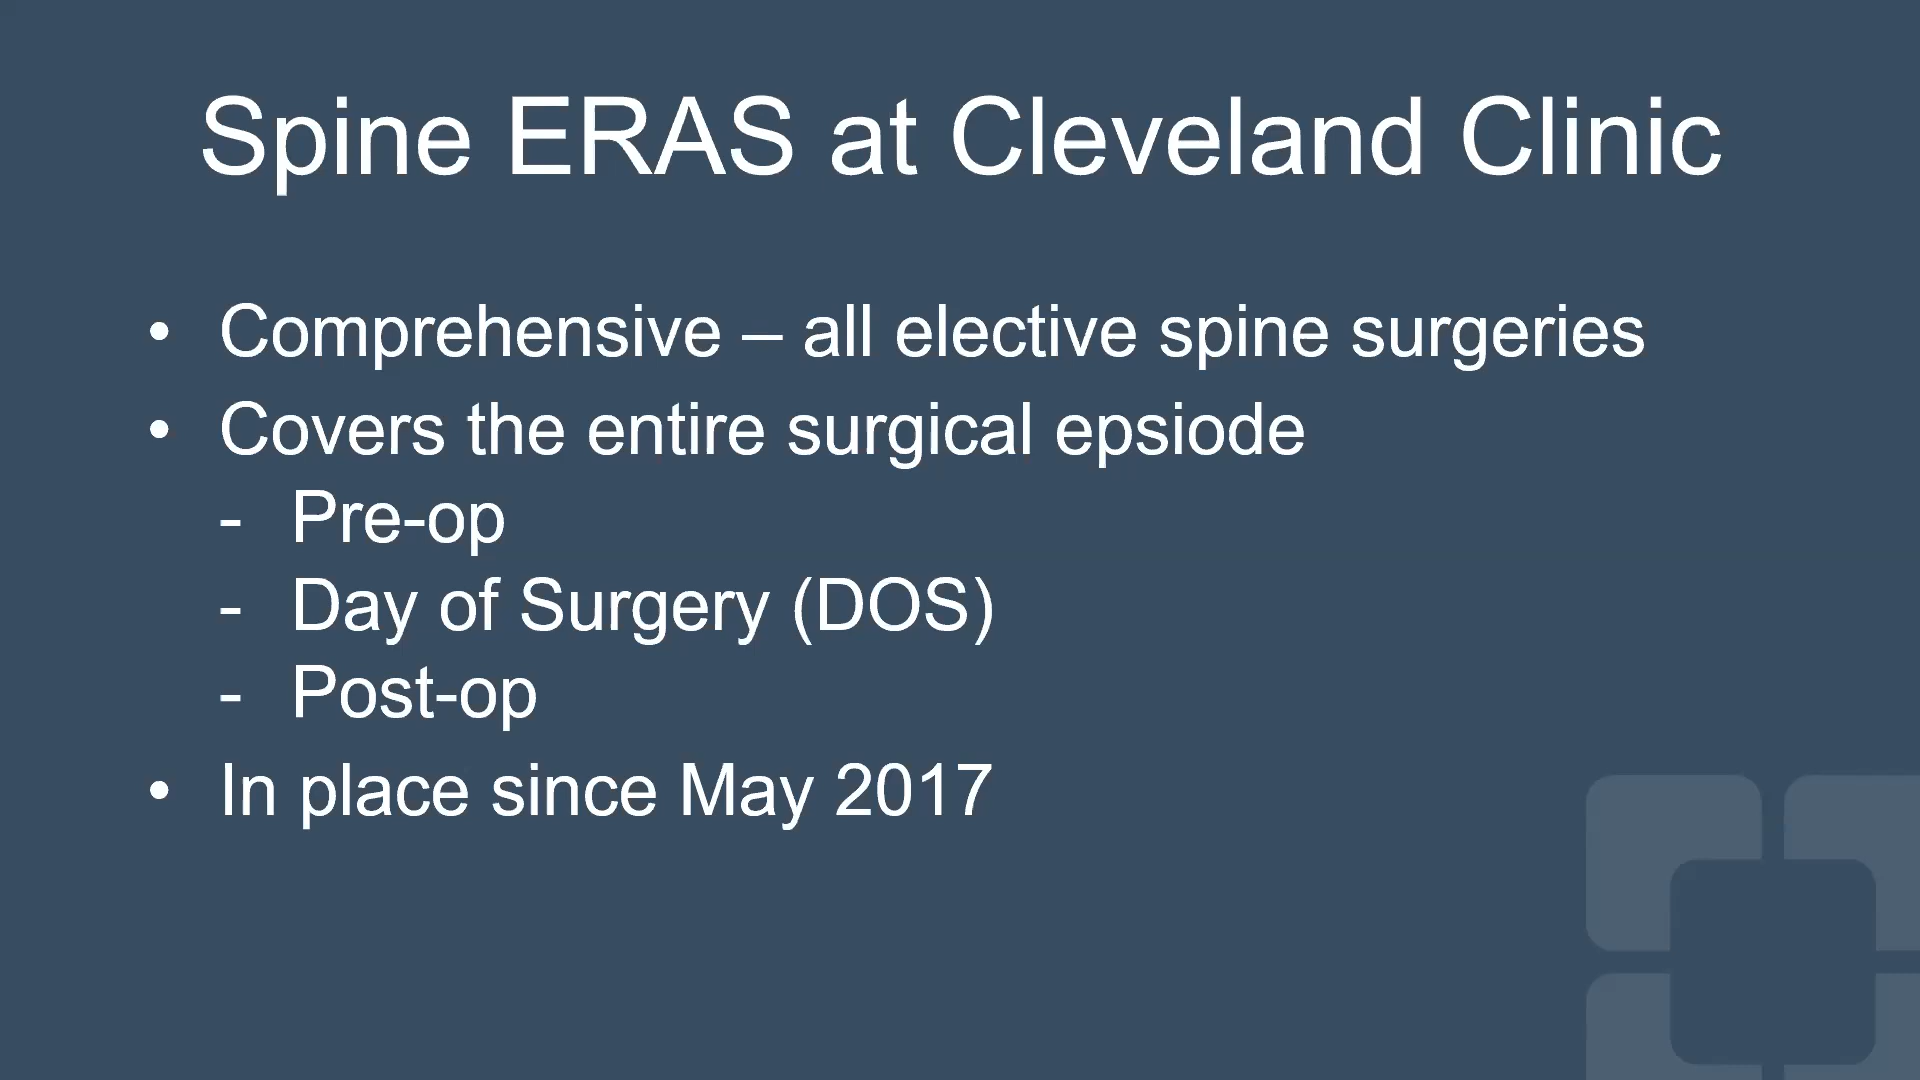 Spine ERAS at Cleveland Clinic
• Comprehensive – all elective spine surgeries
• Covers the entire surgical epsiode
- Pre-op
- Day of Surgery (DOS)
- Post-op
• In place since May 2017